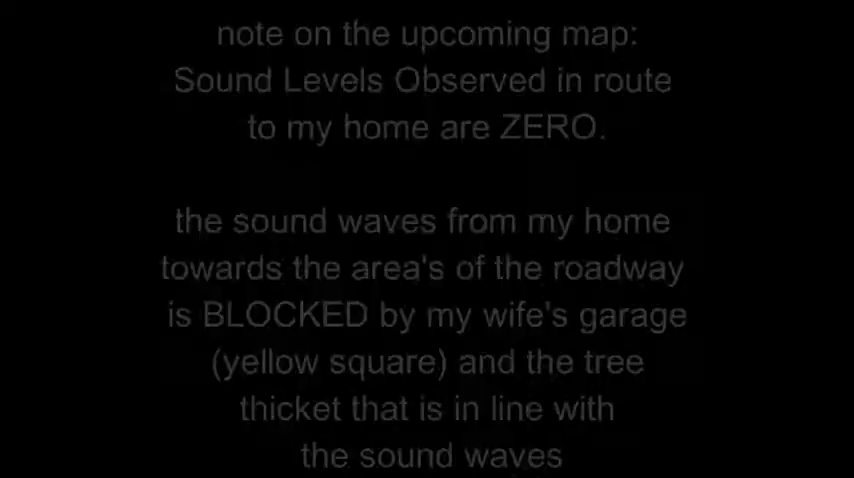 note on the upcoming map:
Sound Levels Observed in route
to my home are ZERO.
the sound waves from my home
towards the area's of the roadway
is BLOCKED by my wife's garage
(yellow square) and the tree
thicket that is in line with
the sound waves